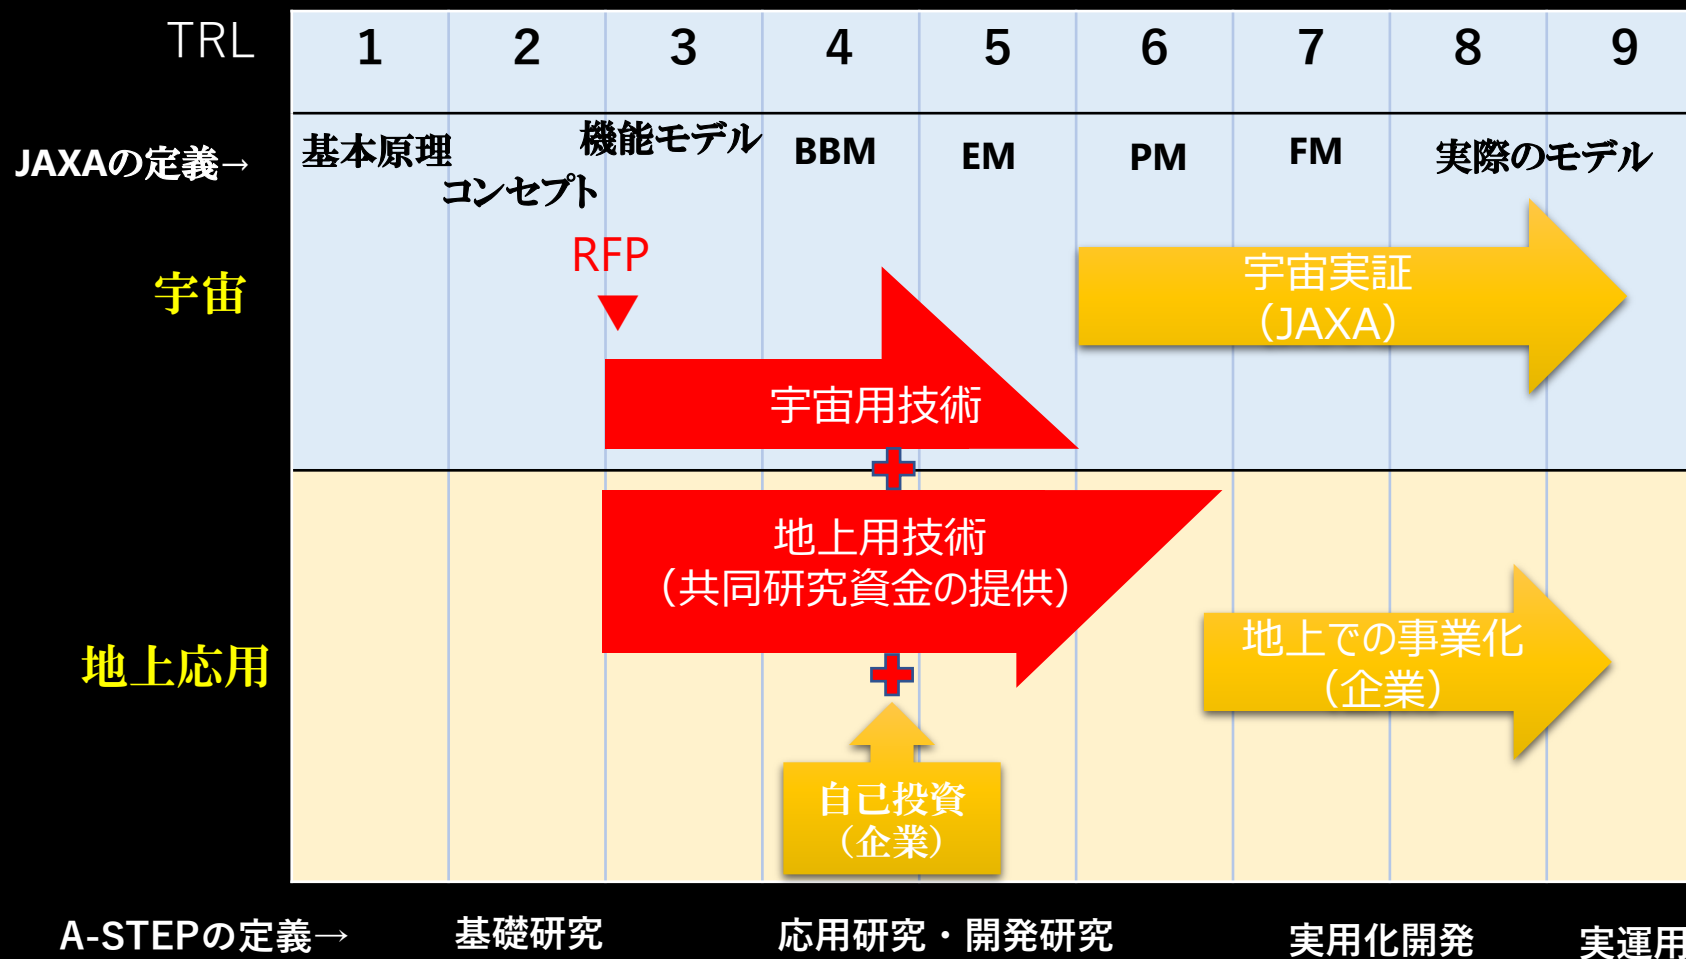 TRL 1 2 3 4 5 6 7 8 9
JAXAの定義→ 基本原理 コンセプト 機能モデル BBM EM PM FM 実際のモデル
RFP
宇宙
宇宙実証
（JAXA）
宇宙用技術
地上用技術
（共同研究資金の提供）
地上応用
地上での事業化
（企業）
自己投資
（企業）
A-STEPの定義→ 基礎研究 応用研究・開発研究 実用化開発 実運用